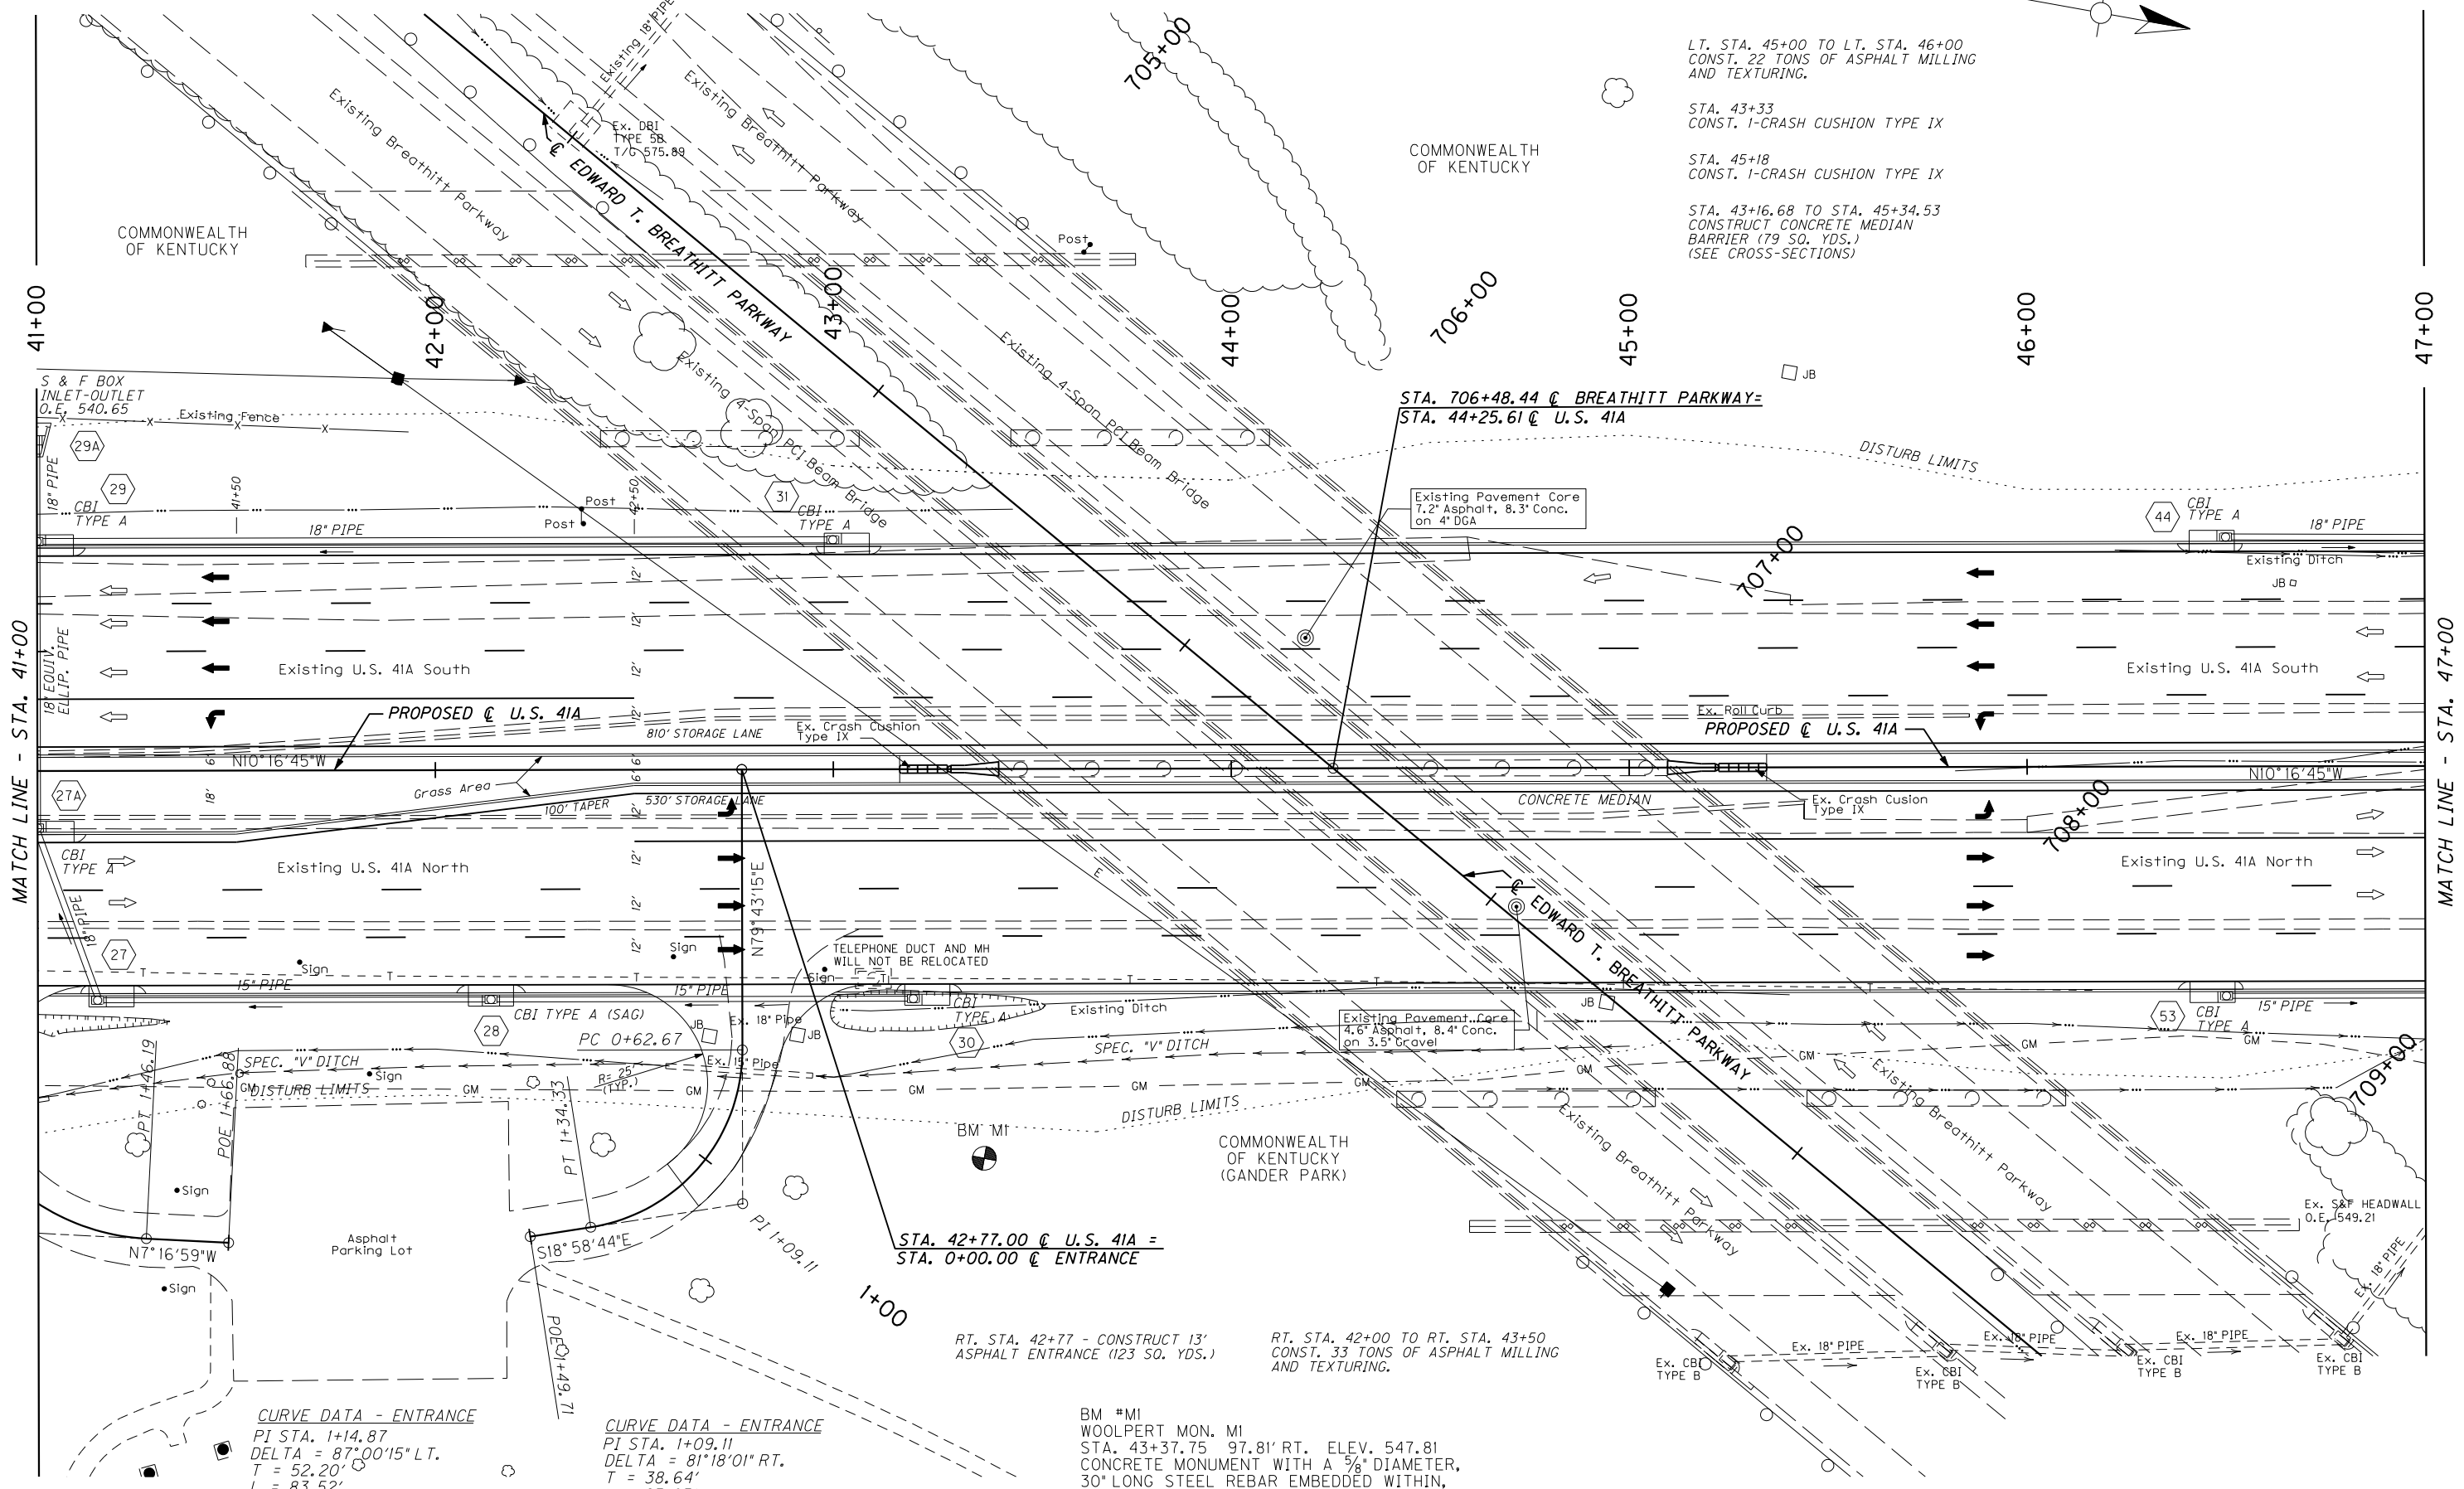 Existing 18" PIPE
705+00
LT. STA. 45+00 TO LT. STA. 46+00
CONST. 22 TONS OF ASPHALT MILLING
AND TEXTURING.
STA. 43+33
CONST. 1-CRASH CUSHION TYPE IX
STA. 45+18
CONST. 1-CRASH CUSHION TYPE IX
STA. 43+16.68 TO STA. 45+34.53
CONSTRUCT CONCRETE MEDIAN
BARRIER (79 SQ. YDS.)
(SEE CROSS-SECTIONS)
Existing Breathitt Parkway
Existing Breathitt Parkway
Ex. DBI
TYPE 5B
T/G 575.89
℄ EDWARD T. BREATHITT PARKWAY
COMMONWEALTH
OF KENTUCKY
COMMONWEALTH
OF KENTUCKY
Post
41+00
42+00
43+00
44+00
706+00
45+00
46+00
47+00
S & F BOX
INLET-OUTLET
O.E. 540.65
Existing Fence
X
X
X
X
Existing 4-Span PCI Beam Bridge
Existing 4-Span PCI Beam Bridge
JB
STA. 706+48.44 ℄ BREATHITT PARKWAY=
STA. 44+25.61 ℄ U.S. 41A
DISTURB LIMITS
29A
29
18" PIPE
CBI
TYPE A
41+50
42+50
18" PIPE
Post
Post
31
CBI
TYPE A
Existing Pavement Core
7.2" Asphalt, 8.3" Conc.
on 4" DGA
707+00
44
CBI
TYPE A
18" PIPE
Existing Ditch
JB
MATCH LINE - STA. 41+00
MATCH LINE - STA. 47+00
18" EQUIV.
ELLIP. PIPE
12'
12'
12'
12'
Existing U.S. 41A South
Existing U.S. 41A South
PROPOSED ℄ U.S. 41A
810' STORAGE LANE
Ex. Crash Cushion
Type IX
Ex. Roll Curb
PROPOSED ℄ U.S. 41A
N10°16'45"W
6'
6'
6'
N10°16'45"W
27A
18'
Grass Area
100' TAPER
530' STORAGE LANE
12'
CONCRETE MEDIAN
Ex. Crash Cusion
Type IX
708+00
CBI
TYPE A
Existing U.S. 41A North
Existing U.S. 41A North
12'
12'
12'
N79°43'15"E
E
℄ EDWARD T. BREATHITT PARKWAY
18" PIPE
27
Sign
Sign
Sign
TELEPHONE DUCT AND MH
WILL NOT BE RELOCATED
T
T
T
T
T
T
T
15" PIPE
15" PIPE
CBI TYPE A (SAG)
28
JB
Ex. 18" Pipe
JB
CBI
TYPE A
30
Existing Ditch
JB
Existing Pavement Core
4.6" Asphalt, 8.4" Conc.
on 3.5" Gravel
53
CBI
TYPE A
15" PIPE
PC 0+62.67
SPEC. "V" DITCH
SPEC. "V" DITCH
Ex. 15" Pipe
R= 25'
(TYP.)
Sign
GM
GM
GM
GM
GM
GM
GM
GM
GM
DISTURB LIMITS
DISTURB LIMITS
709+00
PT 1+46.19
POE 1+66.88
PT 1+34.33
BM M1
COMMONWEALTH
OF KENTUCKY
(GANDER PARK)
Existing Breathitt Parkway
Existing Breathitt Parkway
Sign
Ex. S&F HEADWALL
O.E. 549.21
Ex. 18" PIPE
PI 1+09.11
N7°16'59"W
Asphalt
Parking Lot
S18°58'44"E
STA. 42+77.00 ℄ U.S. 41A =
STA. 0+00.00 ℄ ENTRANCE
Sign
1+00
POE 1+49.71
RT. STA. 42+77 - CONSTRUCT 13'
ASPHALT ENTRANCE (123 SQ. YDS.)
RT. STA. 42+00 TO RT. STA. 43+50
CONST. 33 TONS OF ASPHALT MILLING
AND TEXTURING.
Ex. CBI
TYPE B
Ex. 18" PIPE
Ex. CBI
TYPE B
Ex. 18" PIPE
Ex. CBI
TYPE B
Ex. 18" PIPE
Ex. CBI
TYPE B
CURVE DATA - ENTRANCE
PI STA. 1+14.87
DELTA = 87°00'15" LT.
T = 52.20'
L = 83.52'
CURVE DATA - ENTRANCE
PI STA. 1+09.11
DELTA = 81°18'01" RT.
T = 38.64'
BM #M1
WOOLPERT MON. M1
STA. 43+37.75 97.81' RT. ELEV. 547.81
CONCRETE MONUMENT WITH A 5/8" DIAMETER,
30" LONG STEEL REBAR EMBEDDED WITHIN,